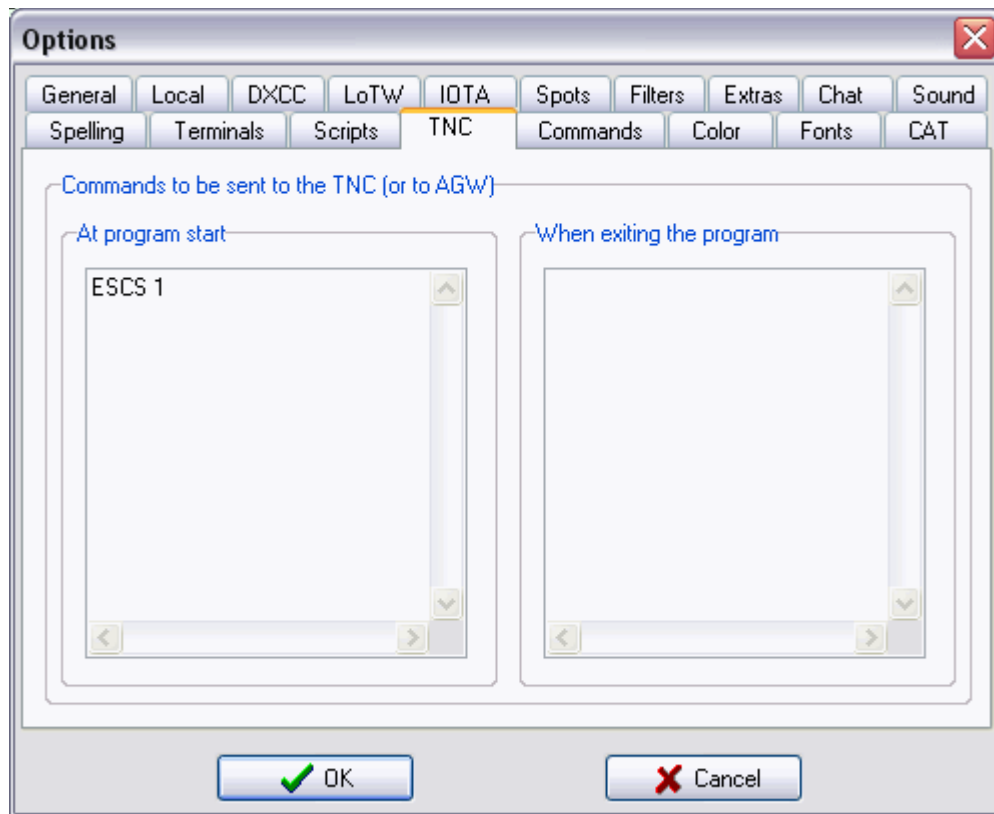 Options
General Local DXCC LoTW IOTA Spots Filters Extras Chat Sound
Spelling Terminals Scripts TNC Commands Color Fonts CAT
Commands to be sent to the TNC (or to AGW)
At program start When exiting the program
ESCS 1
OK Cancel